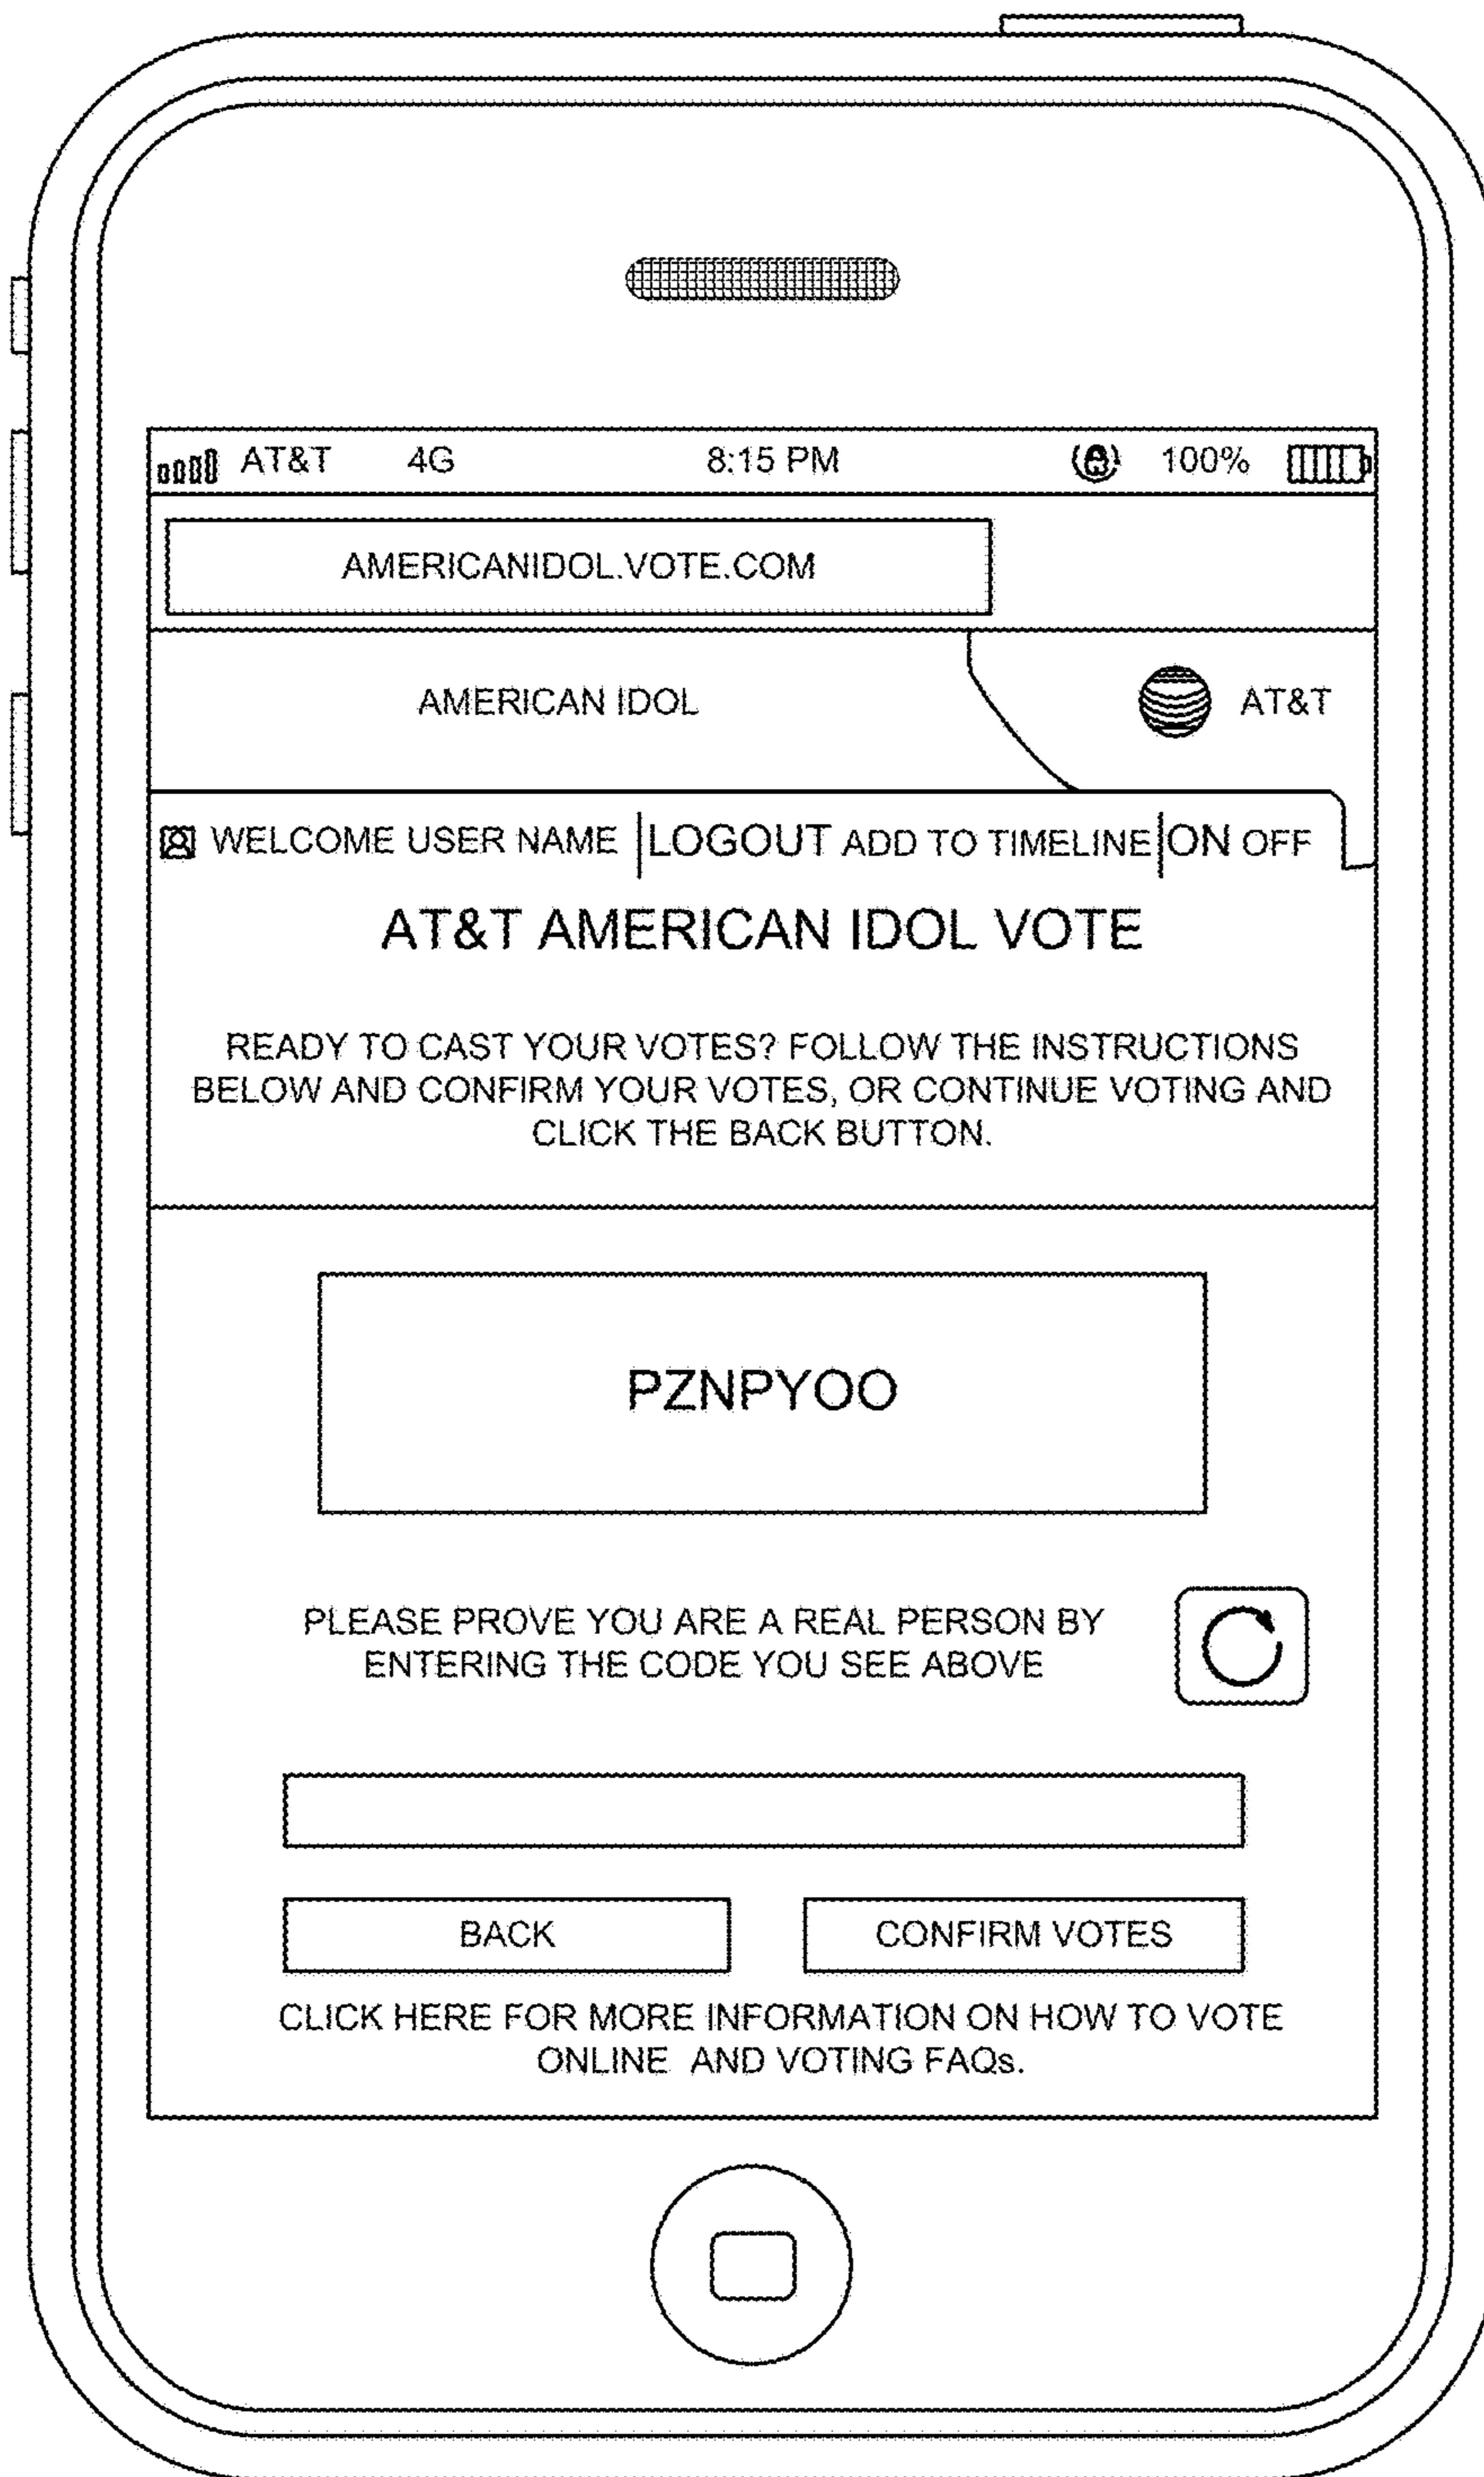 AT&T 4G 8:15 PM 100%
AMERICANIDOL.VOTE.COM
AMERICAN IDOL AT&T
WELCOME USER NAME |LOGOUT ADD TO TIMELINE|ON OFF
AT&T AMERICAN IDOL VOTE
READY TO CAST YOUR VOTES? FOLLOW THE INSTRUCTIONS
BELOW AND CONFIRM YOUR VOTES, OR CONTINUE VOTING AND
CLICK THE BACK BUTTON.
PZNPYOO
PLEASE PROVE YOU ARE A REAL PERSON BY
ENTERING THE CODE YOU SEE ABOVE
BACK CONFIRM VOTES
CLICK HERE FOR MORE INFORMATION ON HOW TO VOTE
ONLINE AND VOTING FAQs.